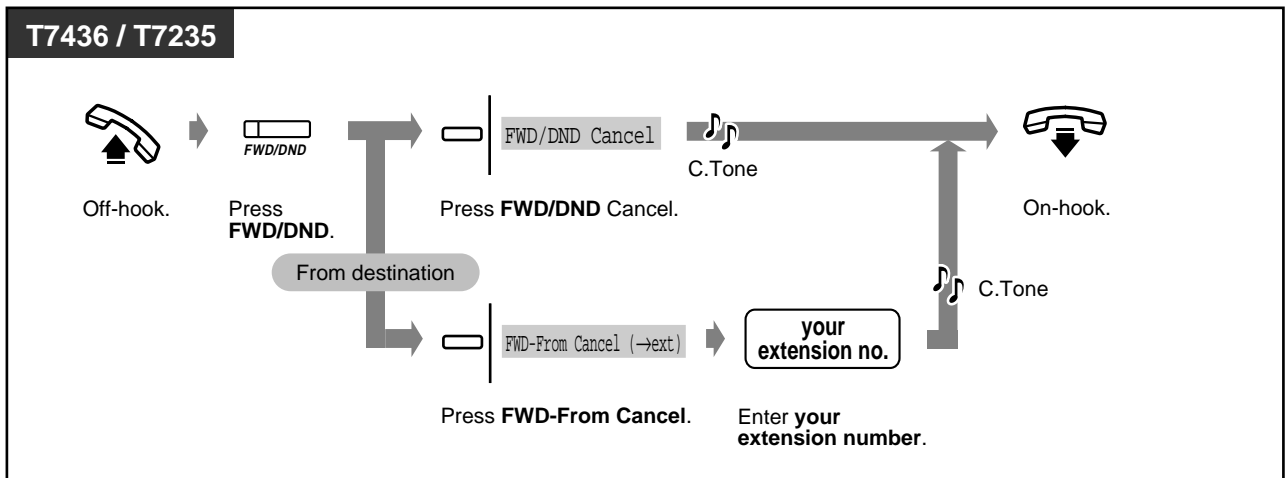 T7436 / T7235
FWD/DND
FWD/DND Cancel
C.Tone
Off-hook.
Press
FWD/DND.
Press FWD/DND Cancel.
On-hook.
From destination
C.Tone
FWD-From Cancel (→ext)
your
extension no.
Press FWD-From Cancel.
Enter your
extension number.